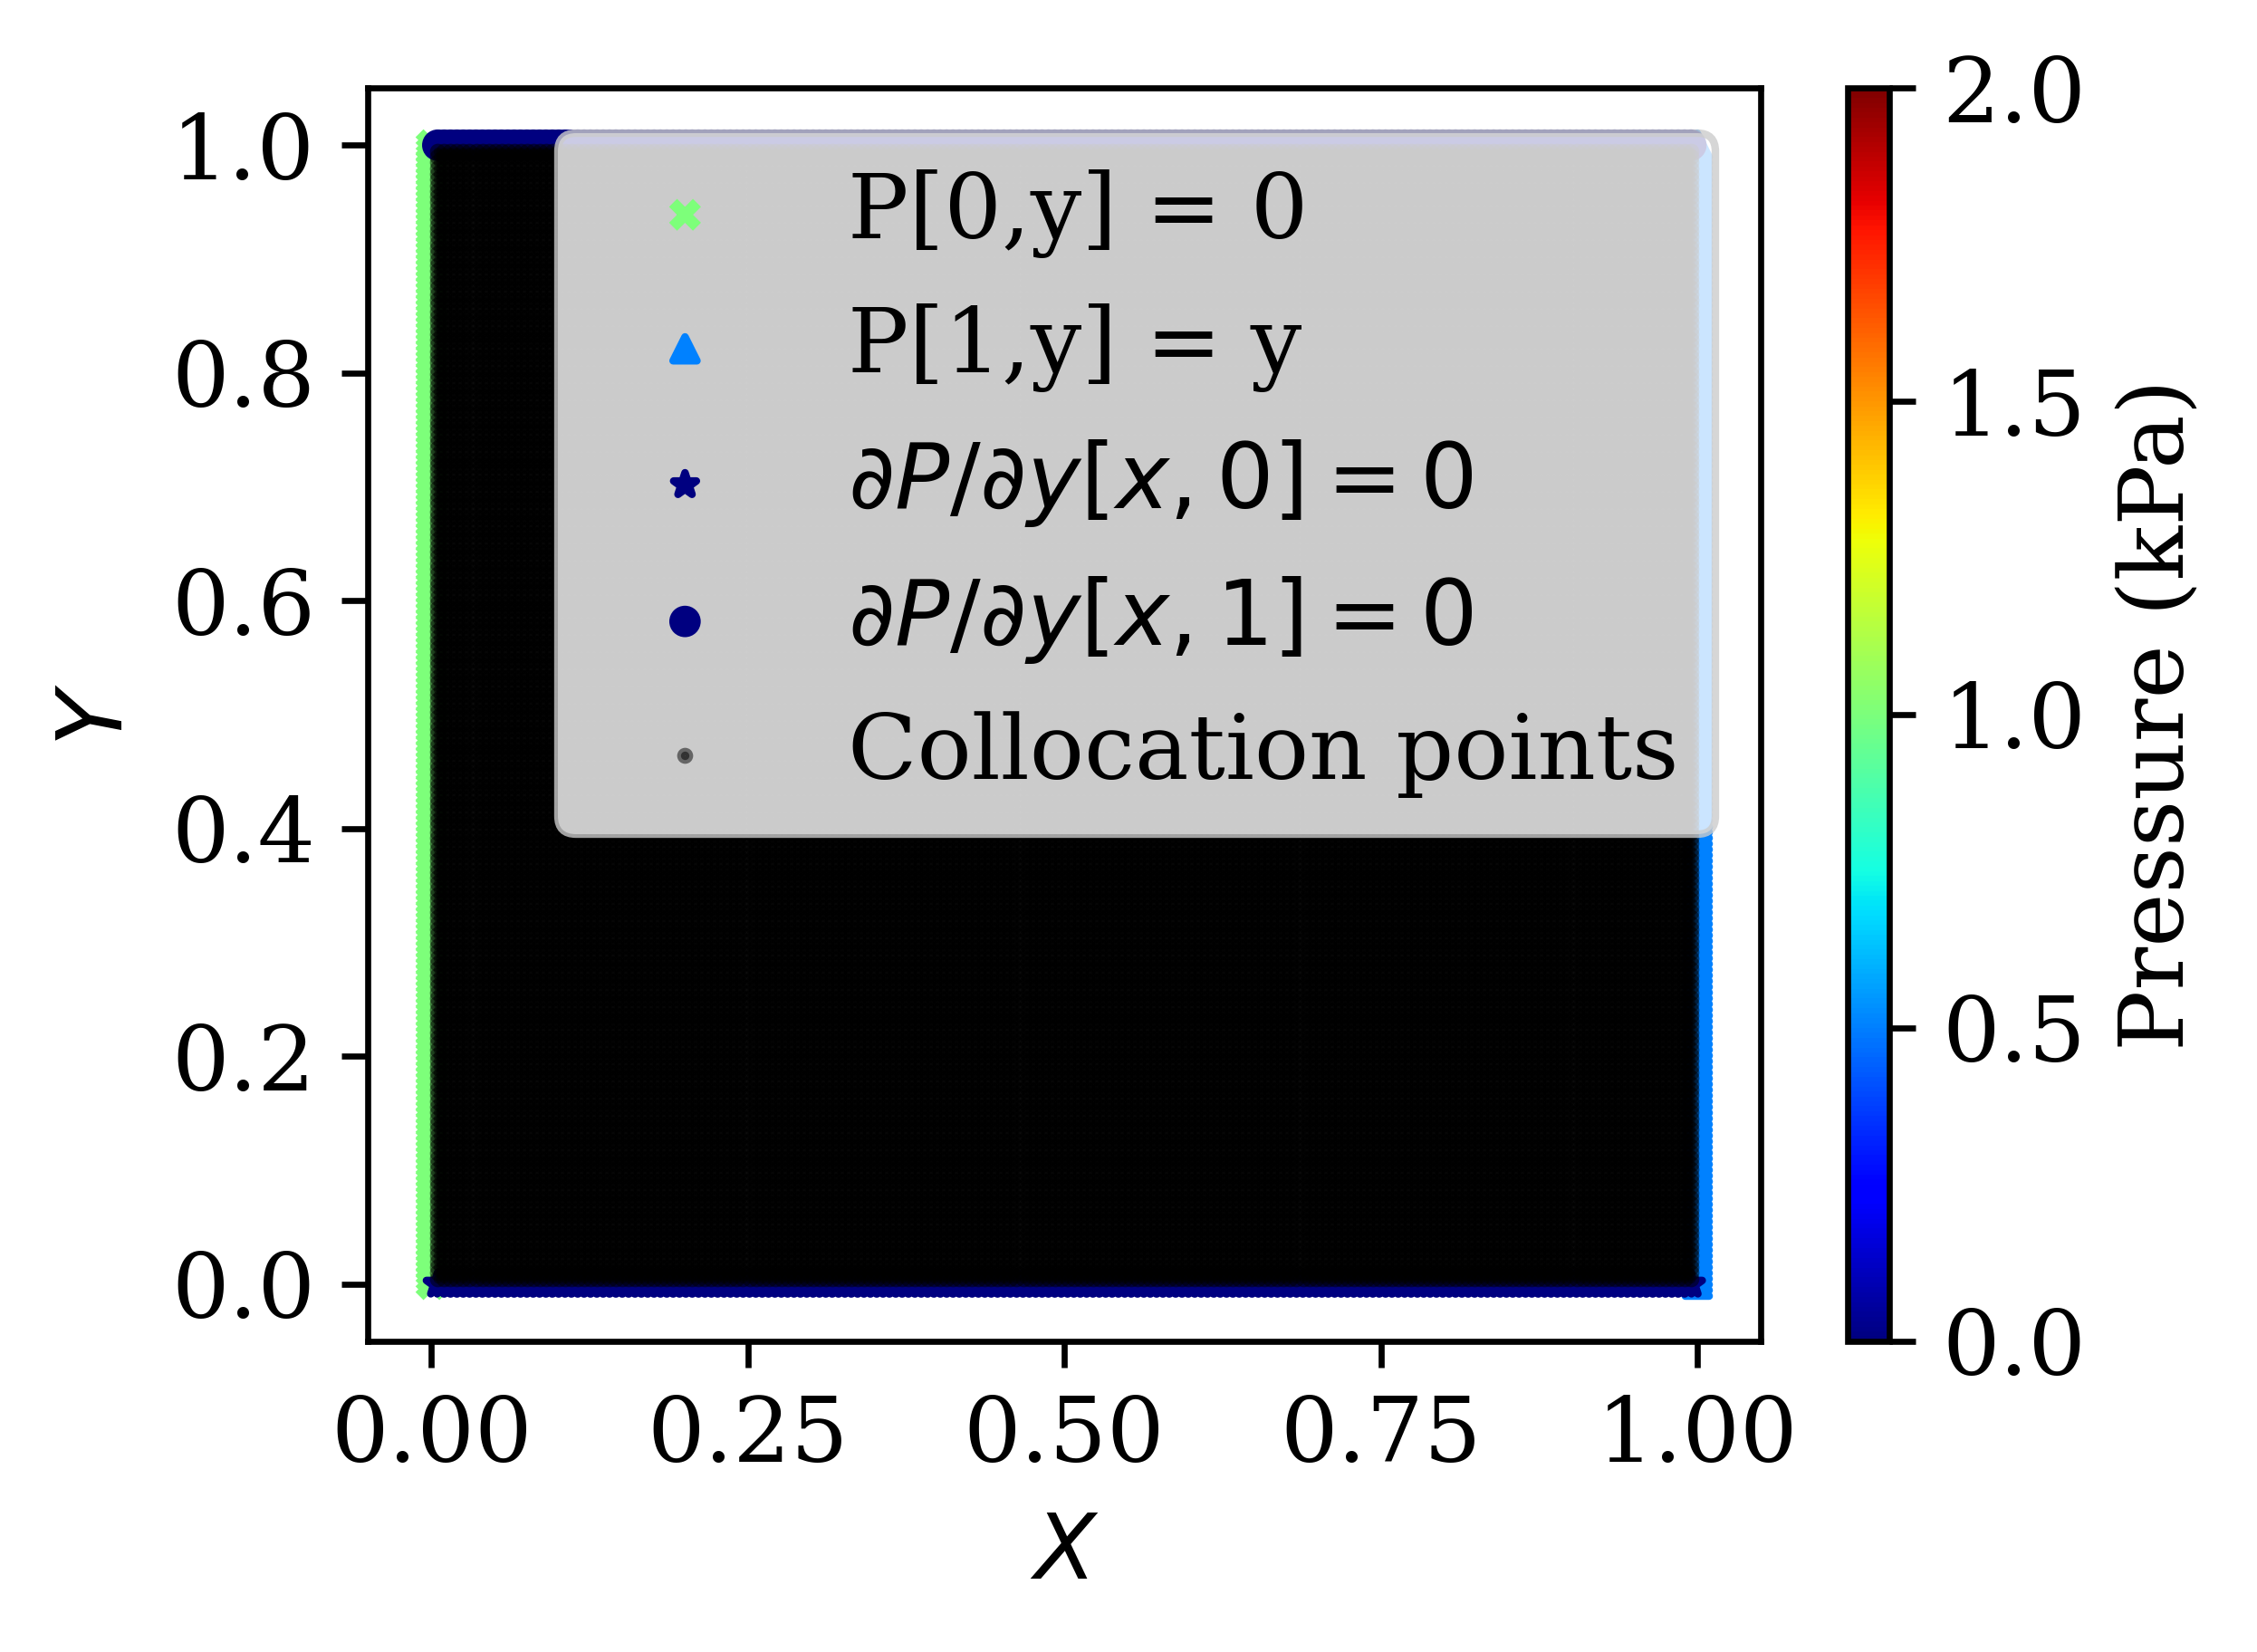 P[0,y] = 0
P[1,y] = y
∂P/∂y[x, 0] = 0
∂P/∂y[x, 1] = 0
Collocation points
1.0
0.8
0.6
0.4
0.2
0.0
Y
0.00 0.25 0.50 0.75 1.00
X
2.0
1.5
1.0
0.5
0.0
Pressure (kPa)